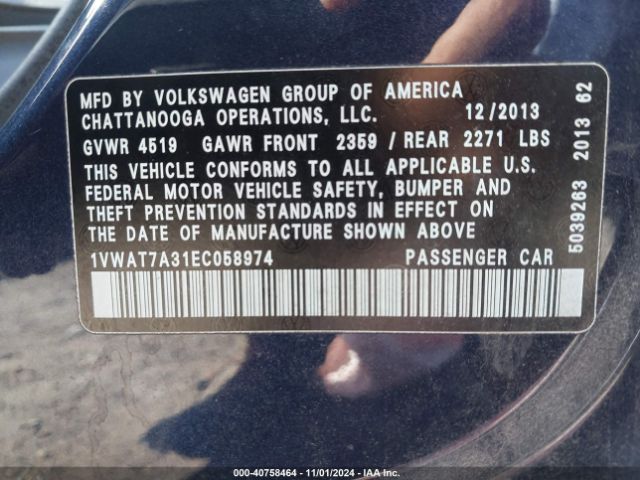 MFD BY VOLKSWAGEN GROUP OF AMERICA
CHATTANOOGA OPERATIONS, LLC. 12/2013
GVWR 4519 GAWR FRONT 2359 / REAR 2271 LBS
THIS VEHICLE CONFORMS TO ALL APPLICABLE U.S.
FEDERAL MOTOR VEHICLE SAFETY, BUMPER AND
THEFT PREVENTION STANDARDS IN EFFECT ON
THE DATE OF MANUFACTURE SHOWN ABOVE
1VWAT7A31EC058974 PASSENGER CAR
5039263 2013 62
000-40758464 - 11/01/2024 - IAA Inc.